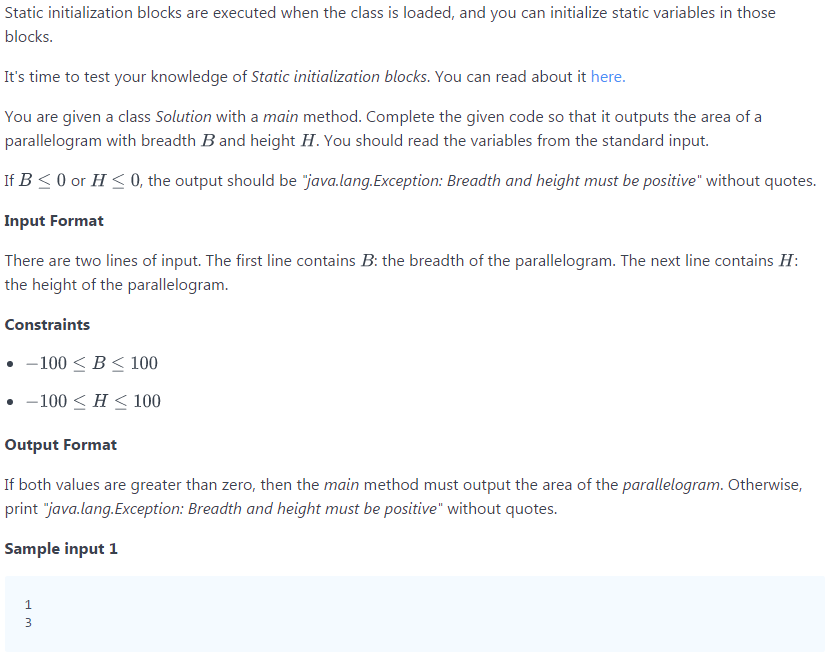 Static initialization blocks are executed when the class is loaded, and you can initialize static variables in those
blocks.
It's time to test your knowledge of Static initialization blocks. You can read about it here.
You are given a class Solution with a main method. Complete the given code so that it outputs the area of a
parallelogram with breadth B and height H. You should read the variables from the standard input.
If B ≤ 0 or H ≤ 0, the output should be "java.lang.Exception: Breadth and height must be positive" without quotes.
Input Format
There are two lines of input. The first line contains B: the breadth of the parallelogram. The next line contains H:
the height of the parallelogram.
Constraints
• −100 ≤ B ≤ 100
• −100 ≤ H ≤ 100
Output Format
If both values are greater than zero, then the main method must output the area of the parallelogram. Otherwise,
print "java.lang.Exception: Breadth and height must be positive" without quotes.
Sample input 1
1
3